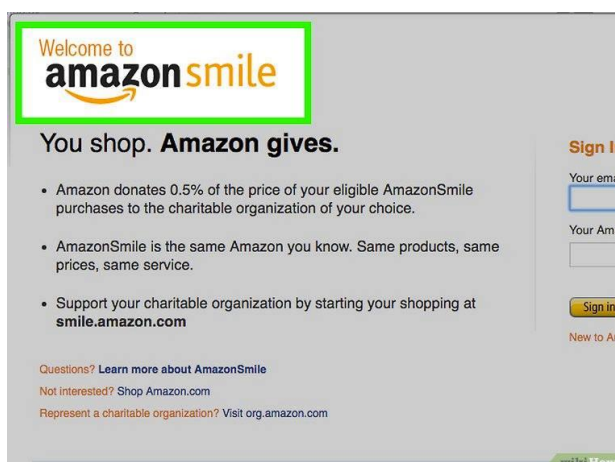 Welcome to
amazonsmile
You shop. Amazon gives.
• Amazon donates 0.5% of the price of your eligible AmazonSmile
purchases to the charitable organization of your choice.
• AmazonSmile is the same Amazon you know. Same products, same
prices, same service.
• Support your charitable organization by starting your shopping at
smile.amazon.com
Questions? Learn more about AmazonSmile
Not interested? Shop Amazon.com
Represent a charitable organization? Visit org.amazon.com
Sign I
Your ema
Your Am
Sign in
New to A